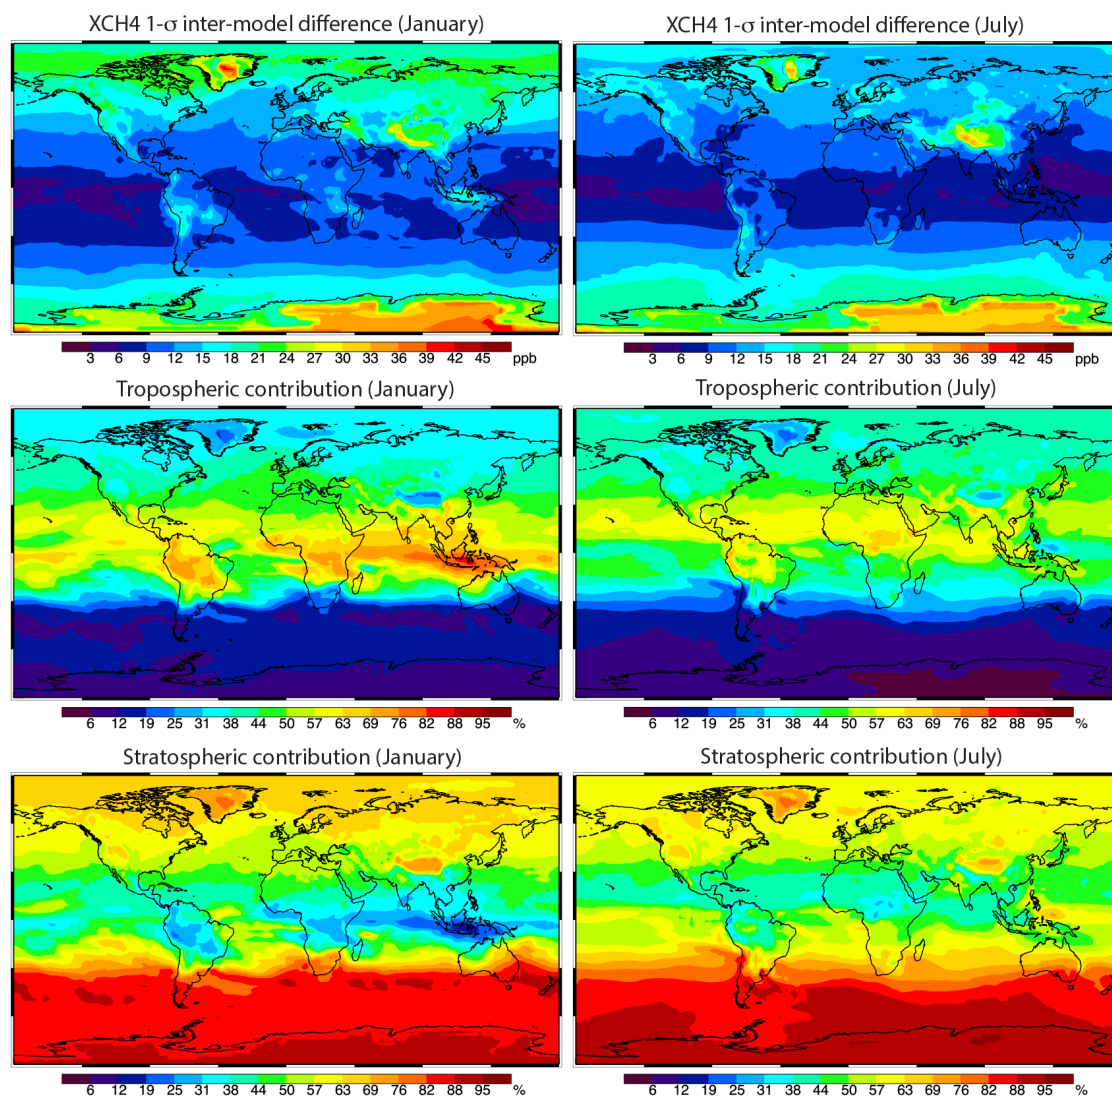 XCH4 1-σ inter-model difference (January)
XCH4 1-σ inter-model difference (July)
3 6 9 12 15 18 21 24 27 30 33 36 39 42 45 ppb
3 6 9 12 15 18 21 24 27 30 33 36 39 42 45 ppb
Tropospheric contribution (January)
Tropospheric contribution (July)
6 12 19 25 31 38 44 50 57 63 69 76 82 88 95 %
6 12 19 25 31 38 44 50 57 63 69 76 82 88 95 %
Stratospheric contribution (January)
Stratospheric contribution (July)
6 12 19 25 31 38 44 50 57 63 69 76 82 88 95 %
6 12 19 25 31 38 44 50 57 63 69 76 82 88 95 %